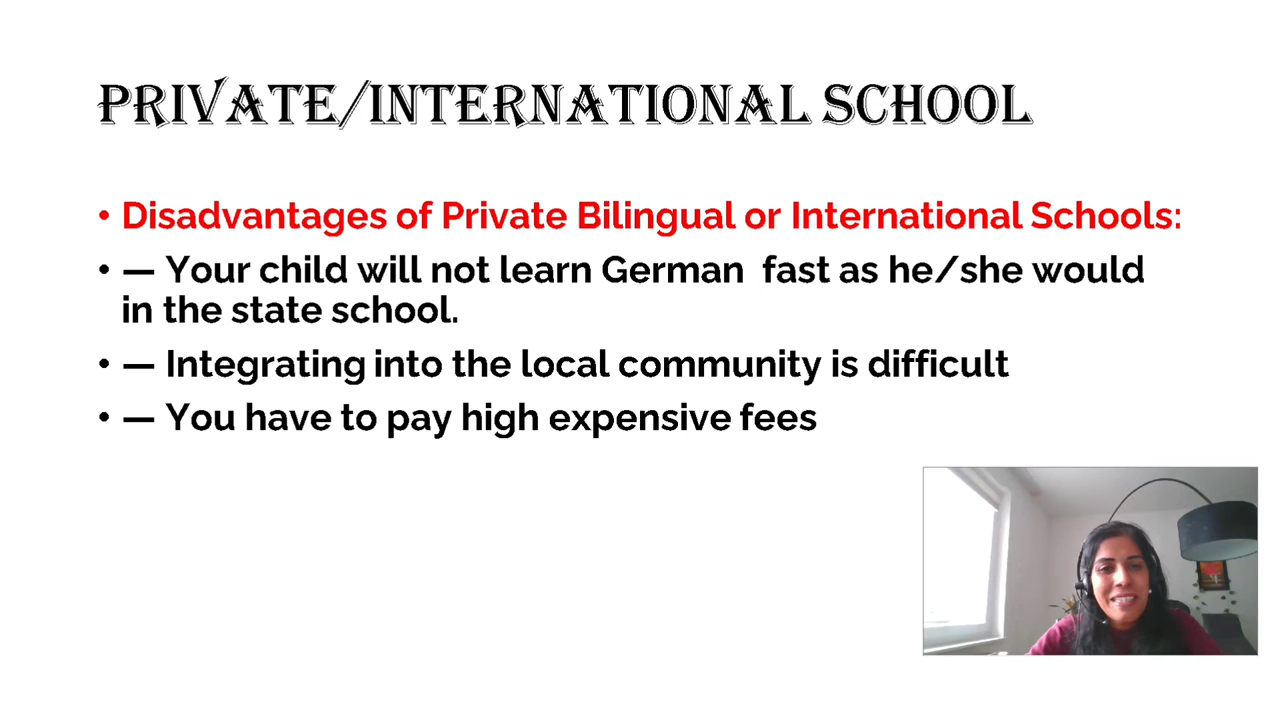 PRIVATE/INTERNATIONAL SCHOOL
• Disadvantages of Private Bilingual or International Schools:
• — Your child will not learn German  fast as he/she would
in the state school.
• — Integrating into the local community is difficult
• — You have to pay high expensive fees